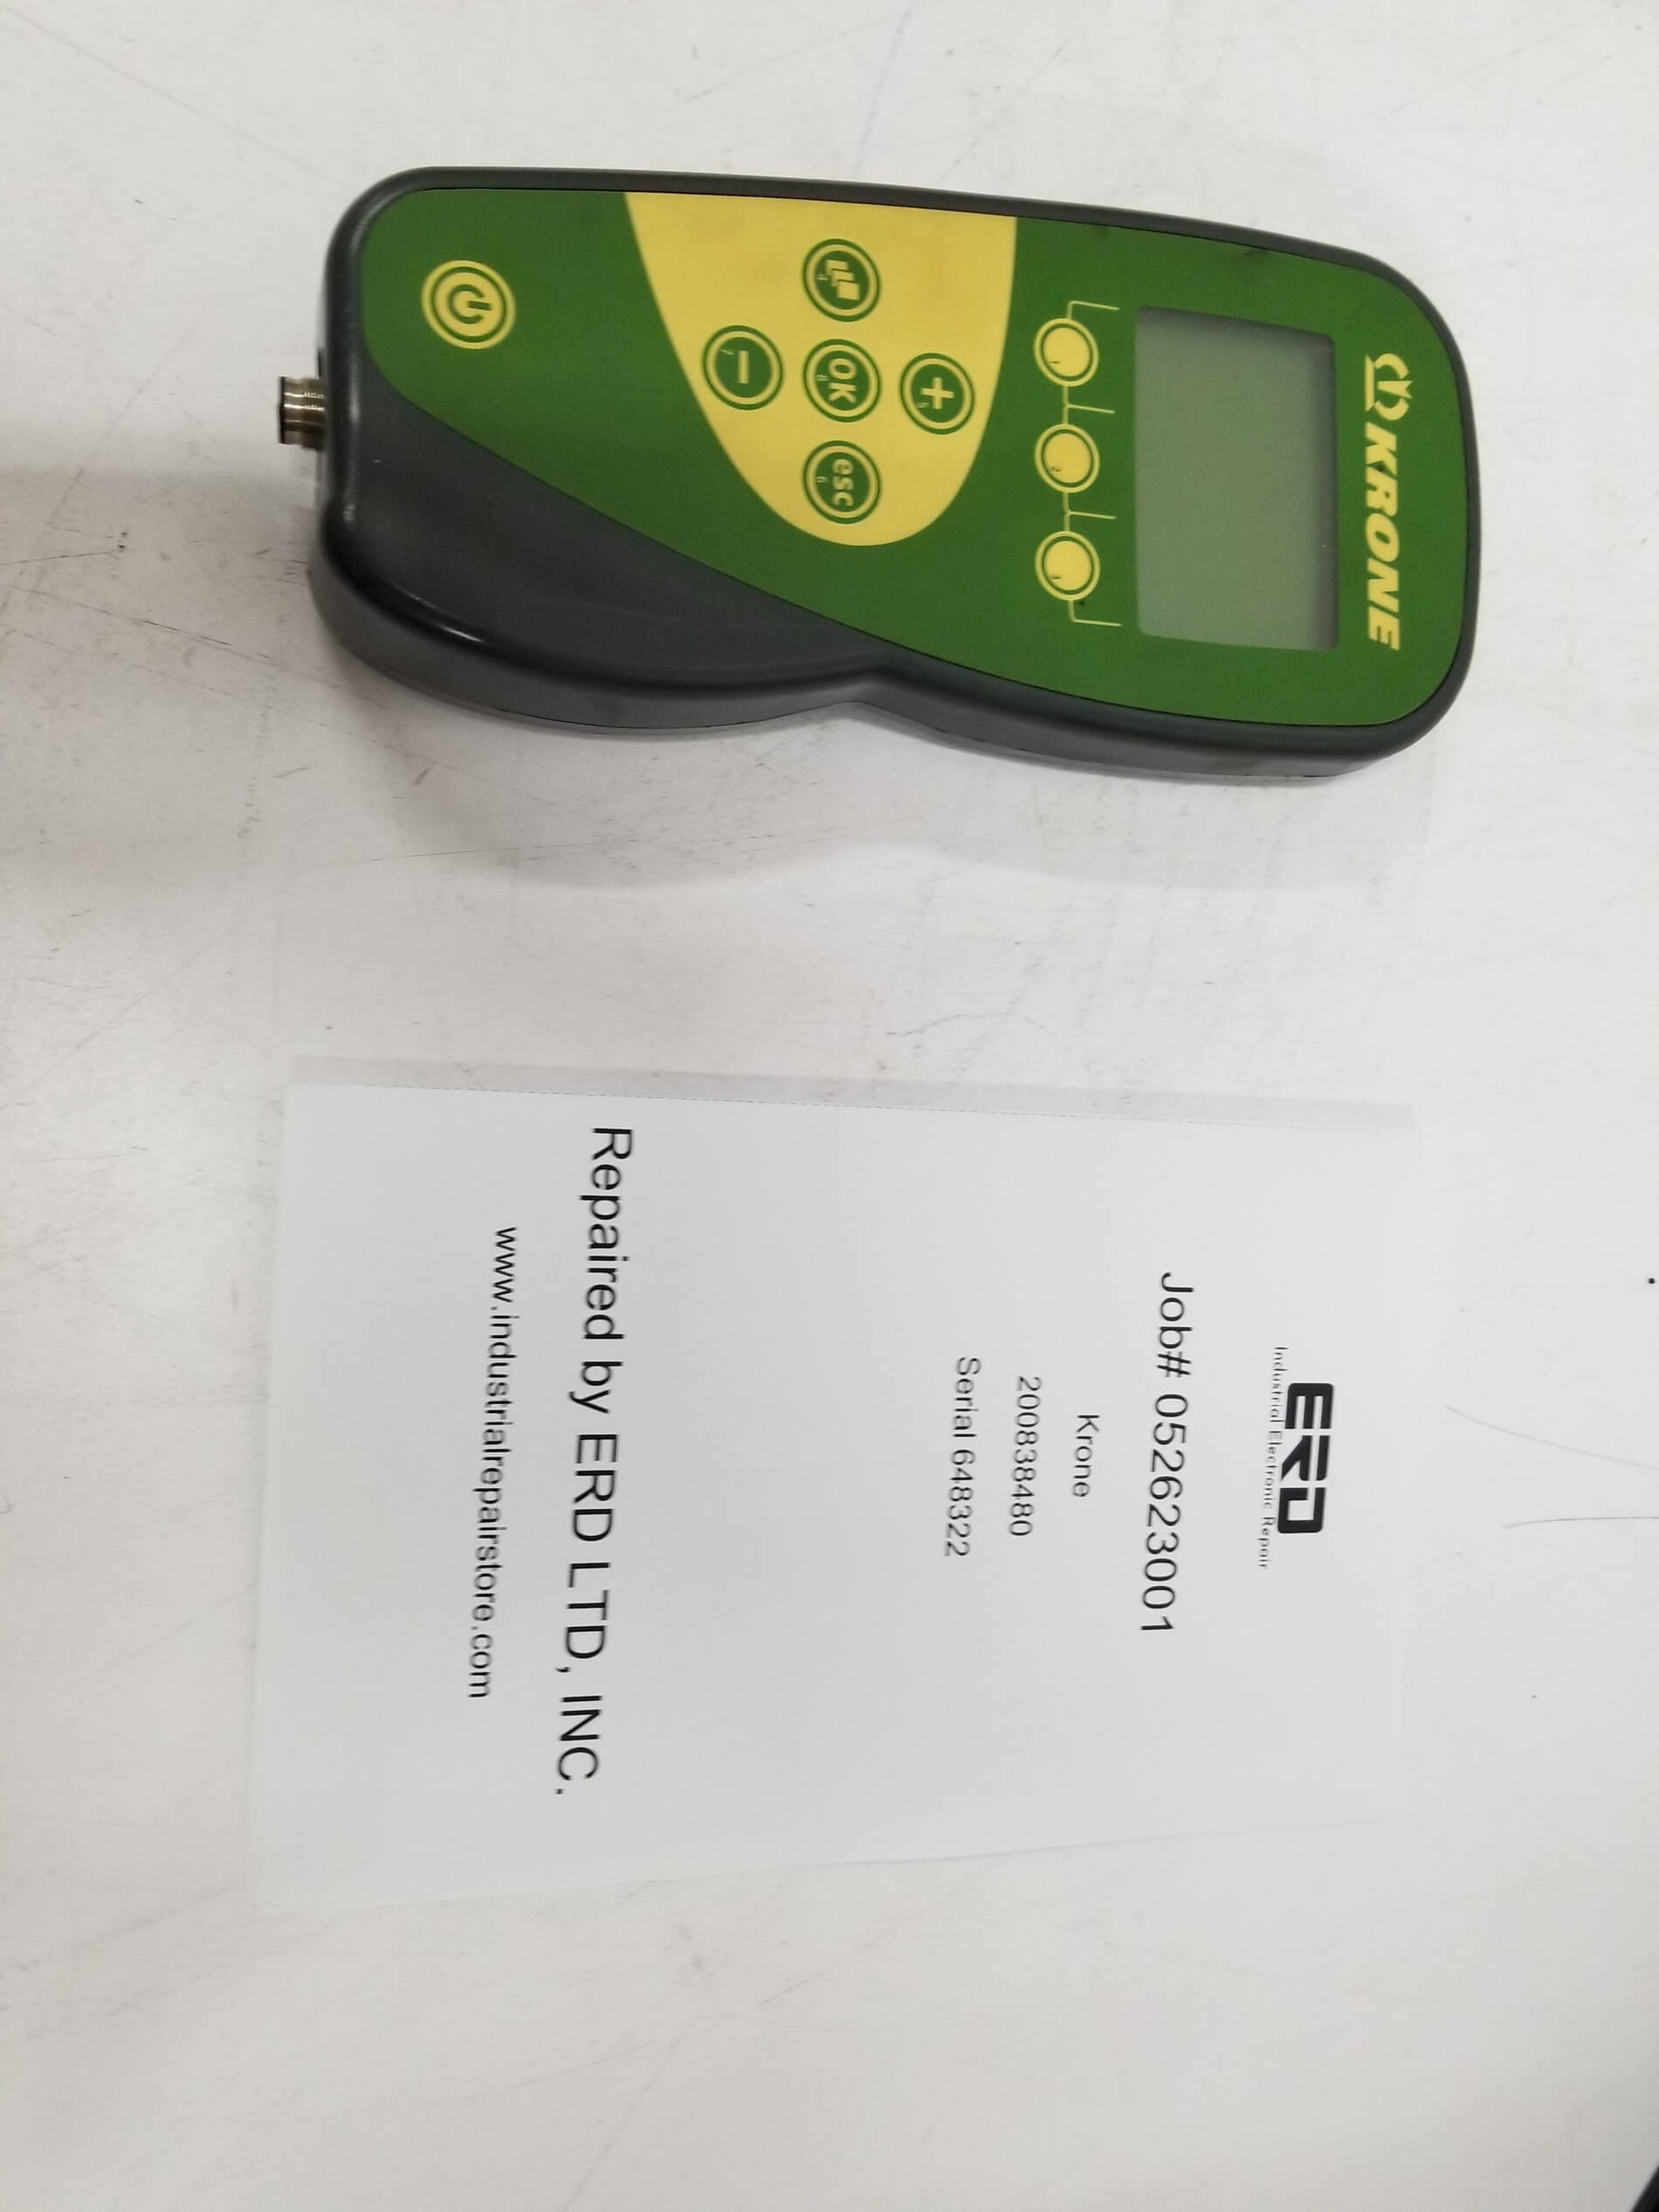 KRONE
+
OK
esc
−
ERD
Industrial Electronic Repair
Job# 052623001
Krone
200838480
Serial 648322
Repaired by ERD LTD, INC.
www.industrialrepairstore.com